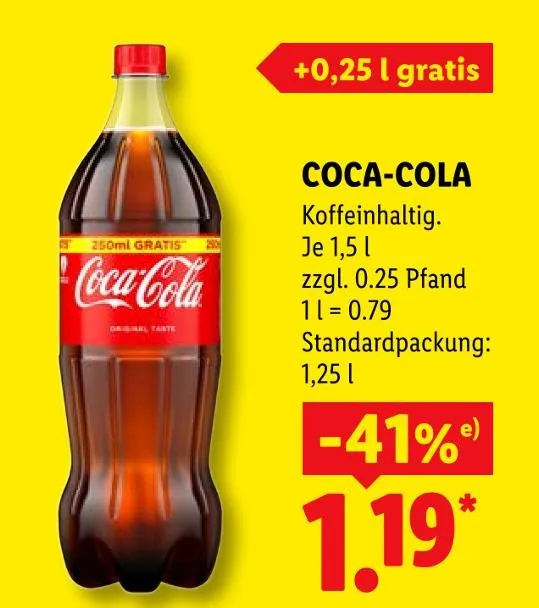 +0,25 l gratis
COCA-COLA
Koffeinhaltig.
Je 1,5 l
zzgl. 0.25 Pfand
1 l = 0.79
Standardpackung:
1,25 l
-41%e)
1.19*
250ml GRATIS
Coca-Cola
ORIGINAL TASTE